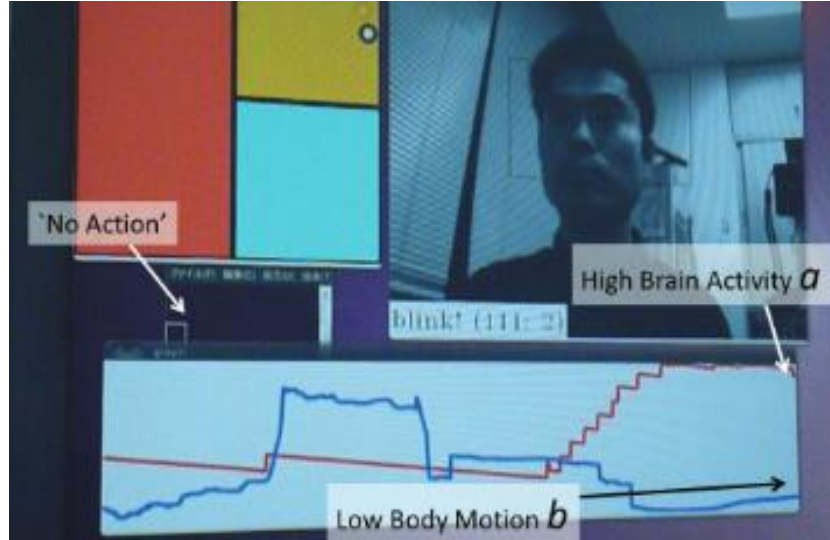 'No Action'
High Brain Activity a
blink! (111: 2)
Low Body Motion b